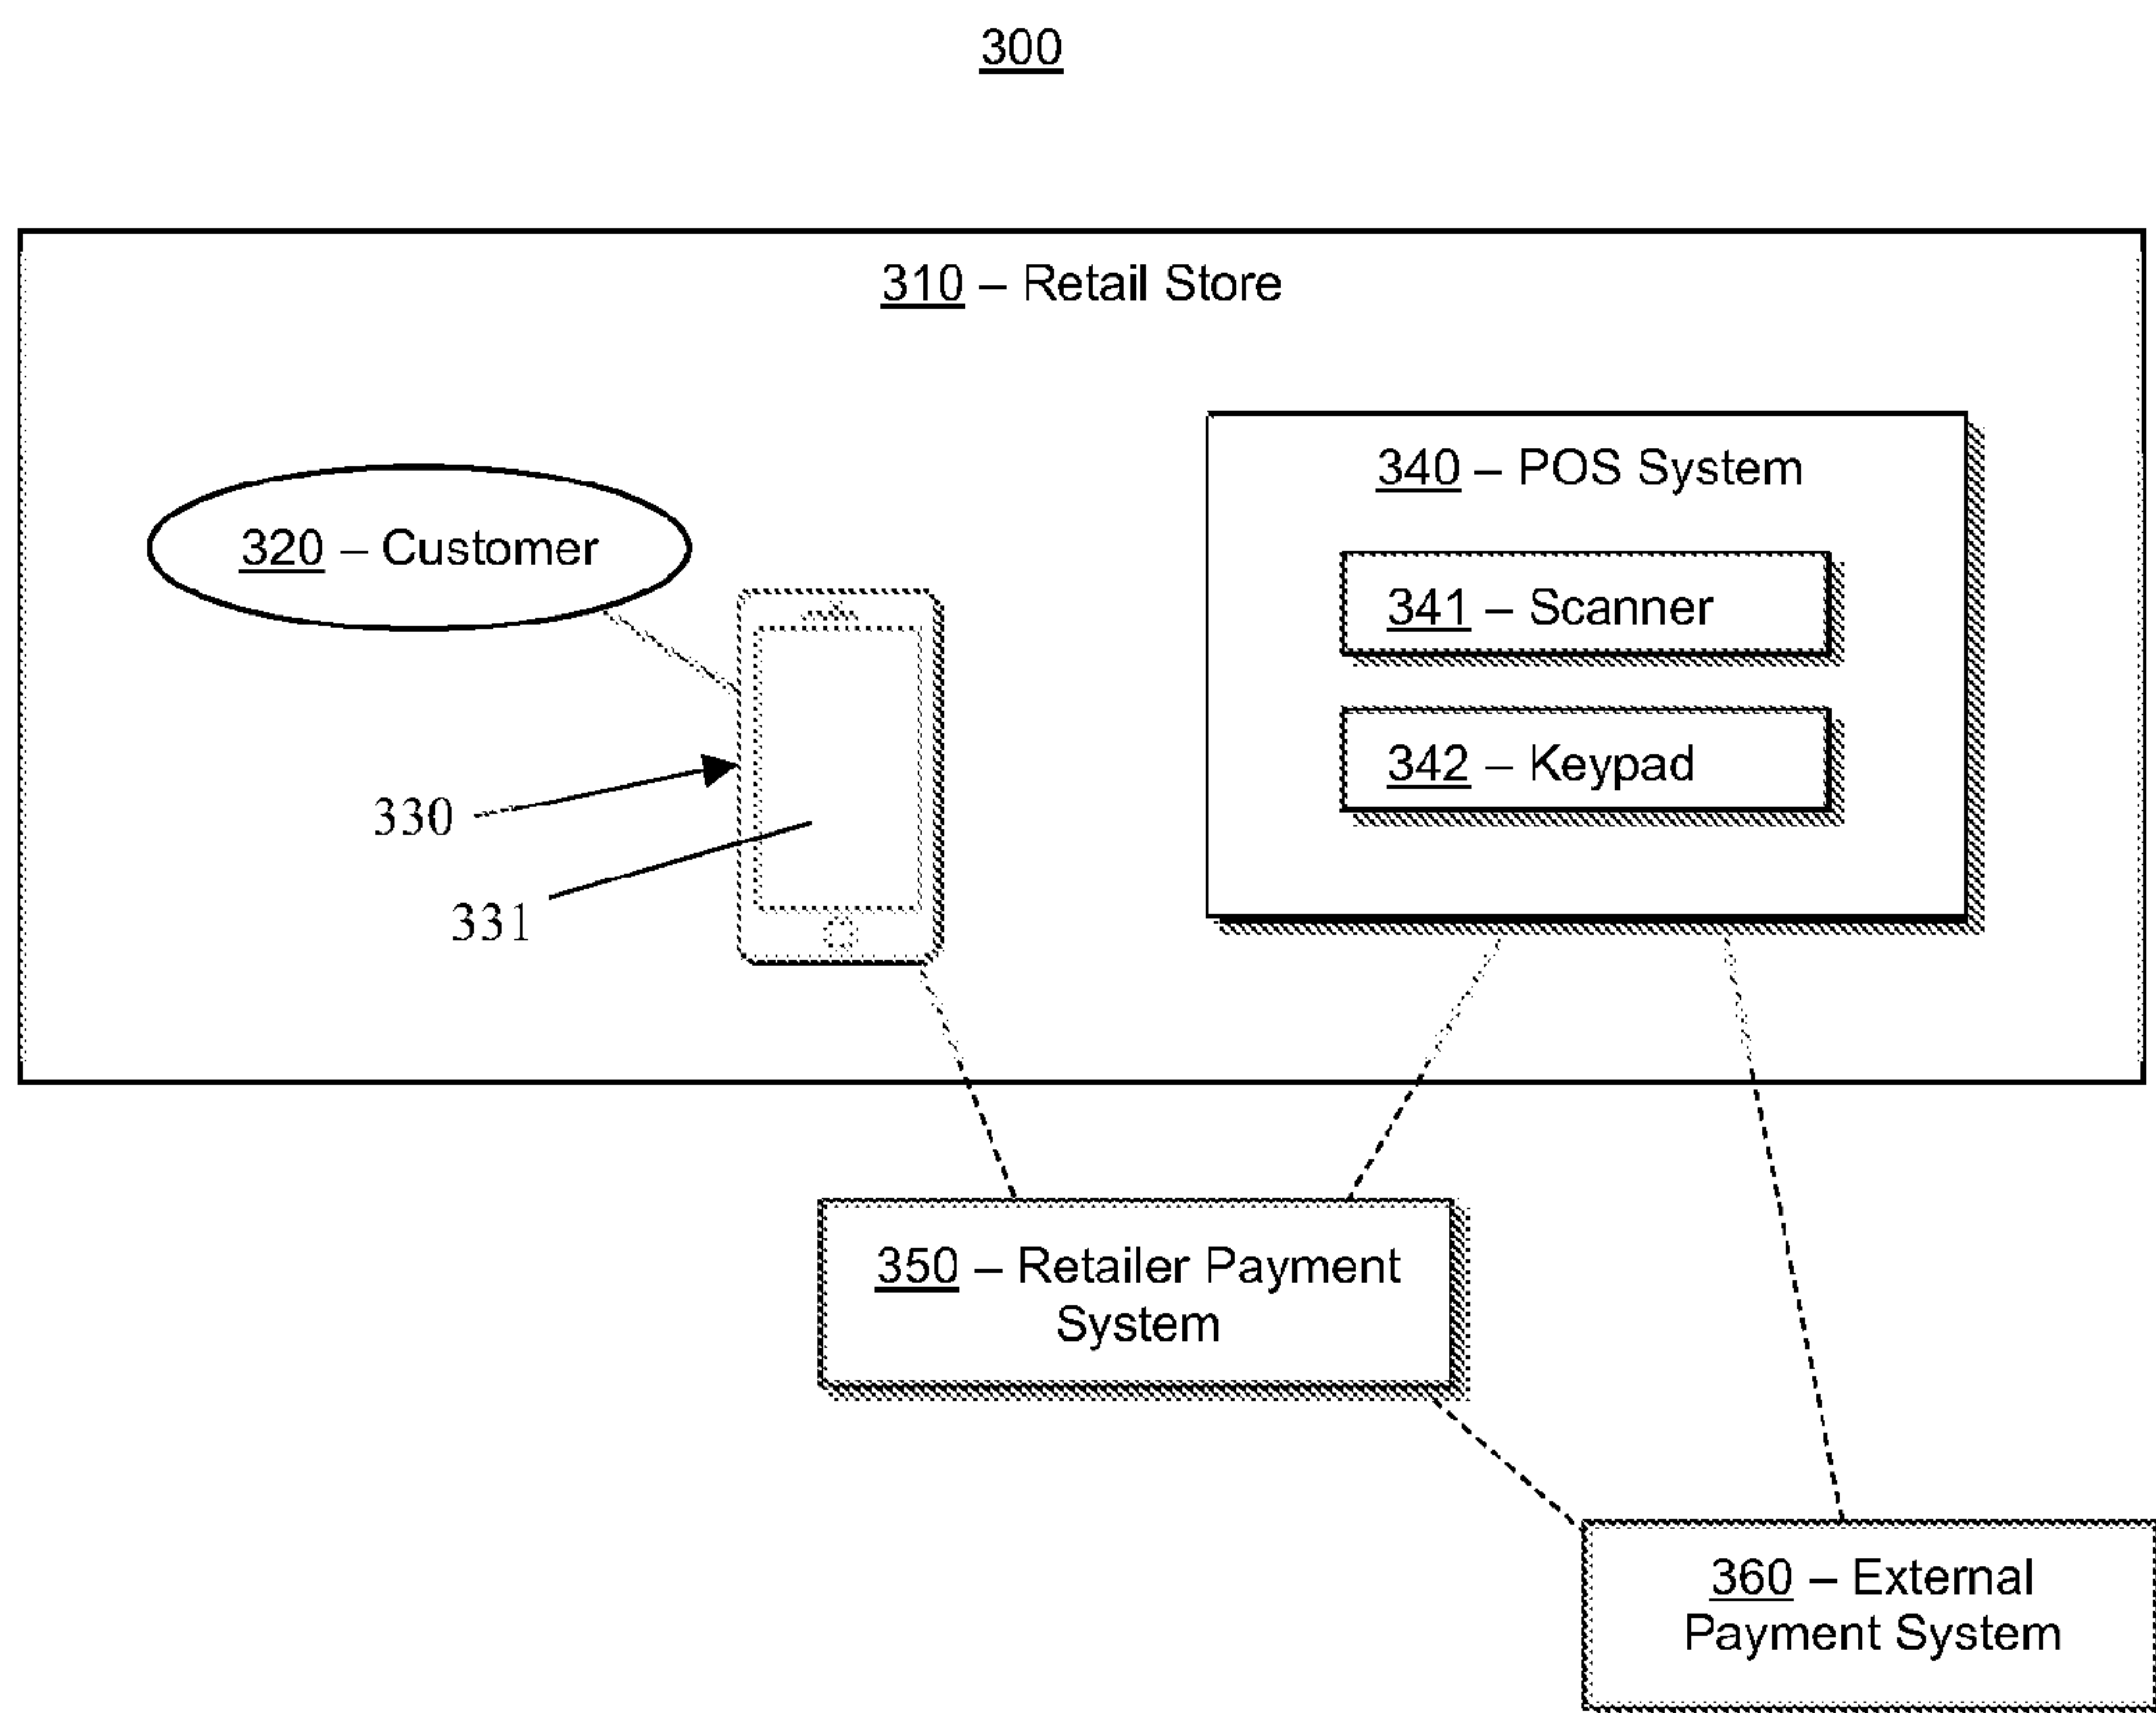 300
310 – Retail Store
340 – POS System
320 – Customer
341 – Scanner
342 – Keypad
330
331
350 – Retailer Payment
System
360 – External
Payment System